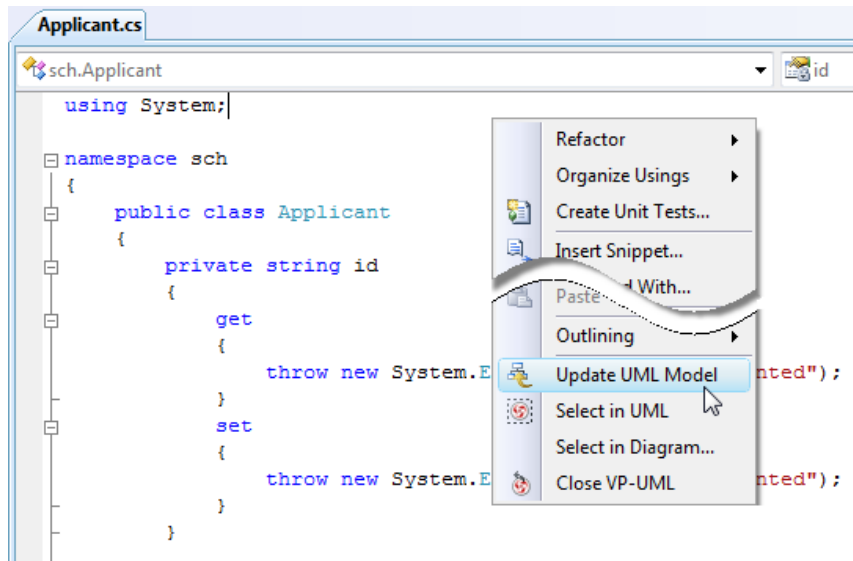 Applicant.cs
sch.Applicant id
using System;
namespace sch
{
public class Applicant
{
private string id
{
get
{
throw new System.E nted");
}
set
{
throw new System.E nted");
}
}
Refactor
Organize Usings
Create Unit Tests...
Insert Snippet...
With...
Paste
Outlining
Update UML Model
Select in UML
Select in Diagram...
Close VP-UML